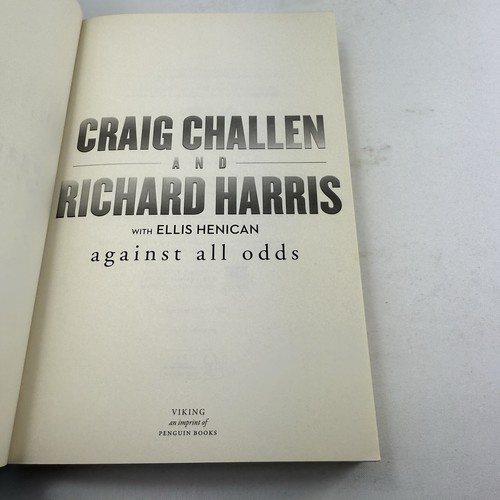 CRAIG CHALLEN
AND
RICHARD HARRIS
WITH ELLIS HENICAN
against all odds
VIKING
an imprint of
PENGUIN BOOKS